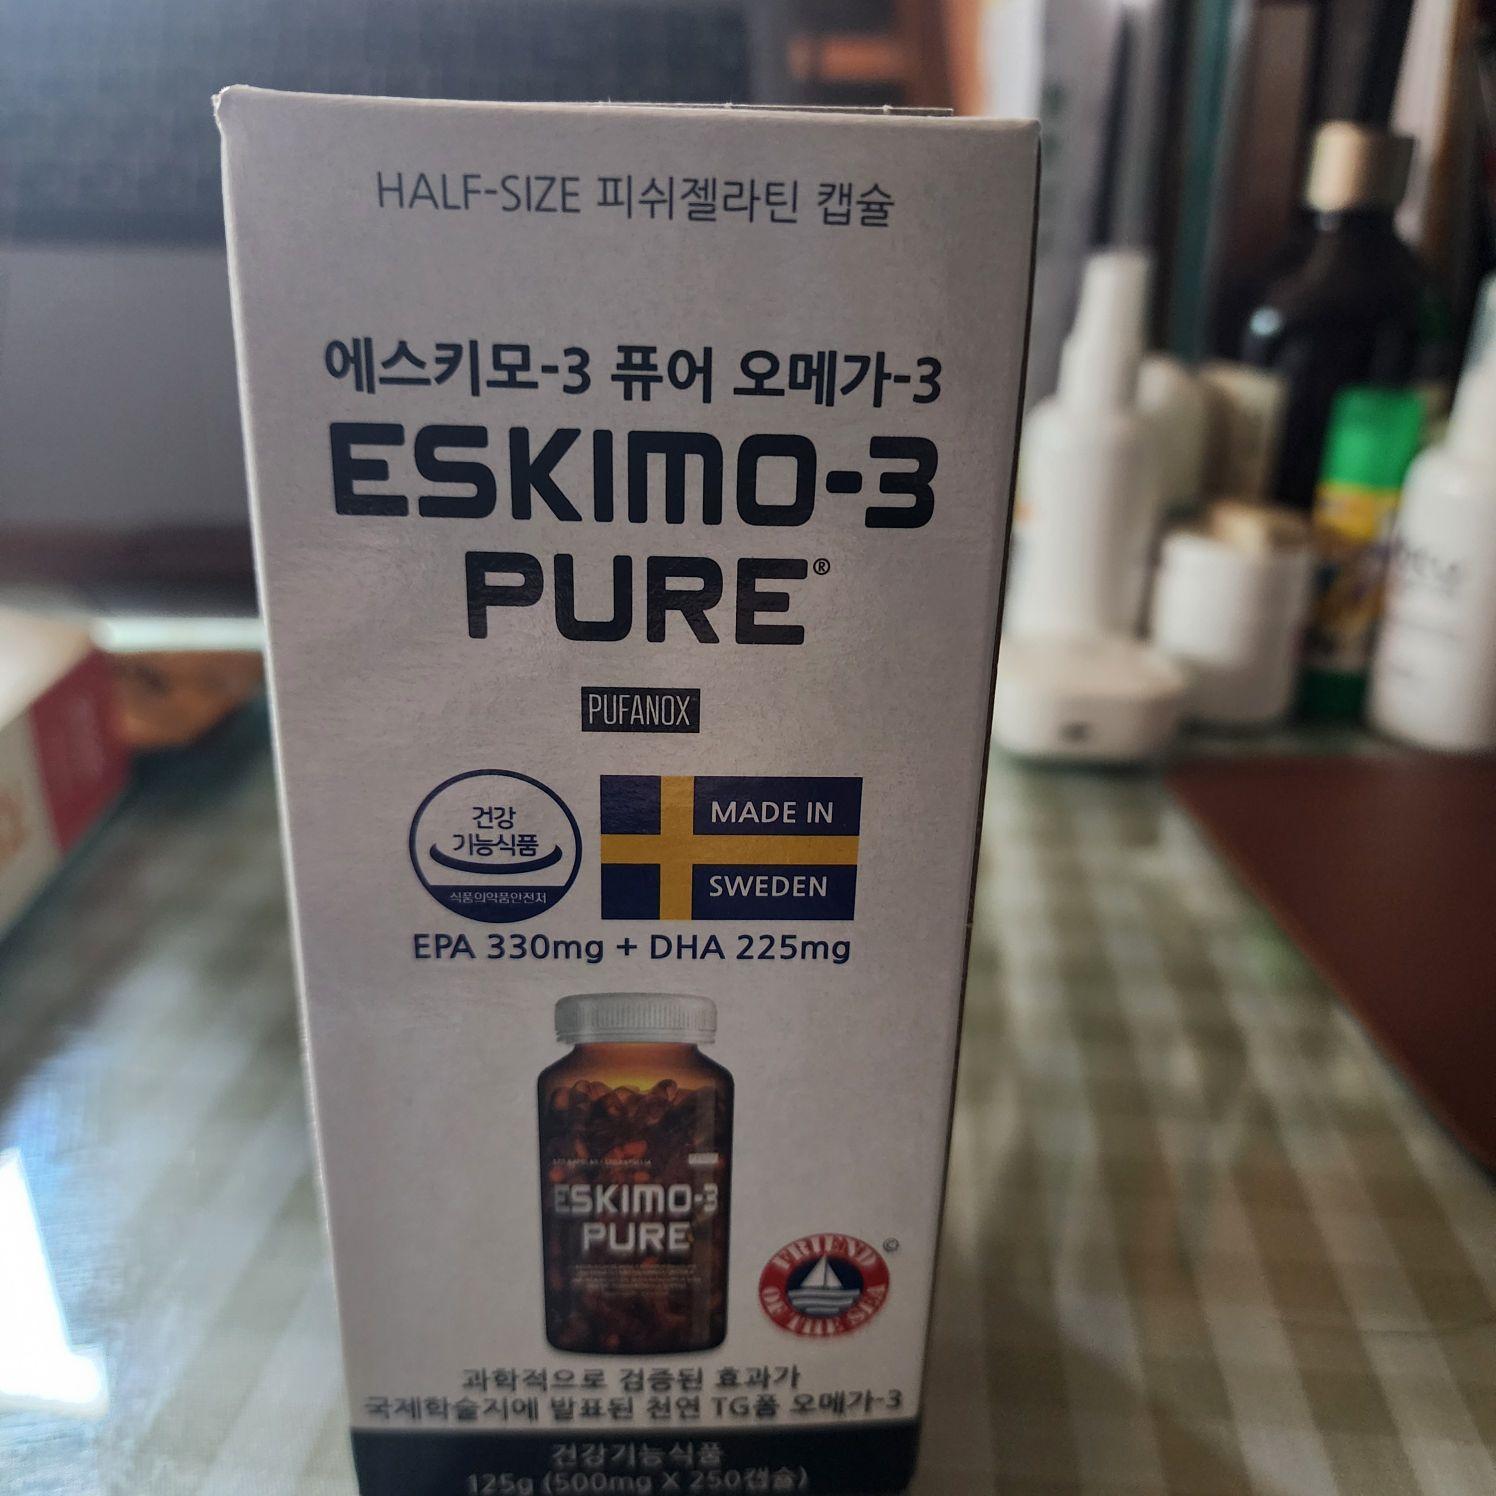 HALF-SIZE 피쉬젤라틴 캡슐
에스키모-3 퓨어 오메가-3
ESKIMO-3
PURE®
PUFANOX
건강
기능식품
식품의약품안전처
MADE IN
SWEDEN
EPA 330mg + DHA 225mg
ESKIMO-3
PURE
FRIEND
OF THE SEA
©
과학적으로 검증된 효과가
국제학술지에 발표된 천연 TG폼 오메가-3
건강기능식품
125g (500mg X 250캡슐)